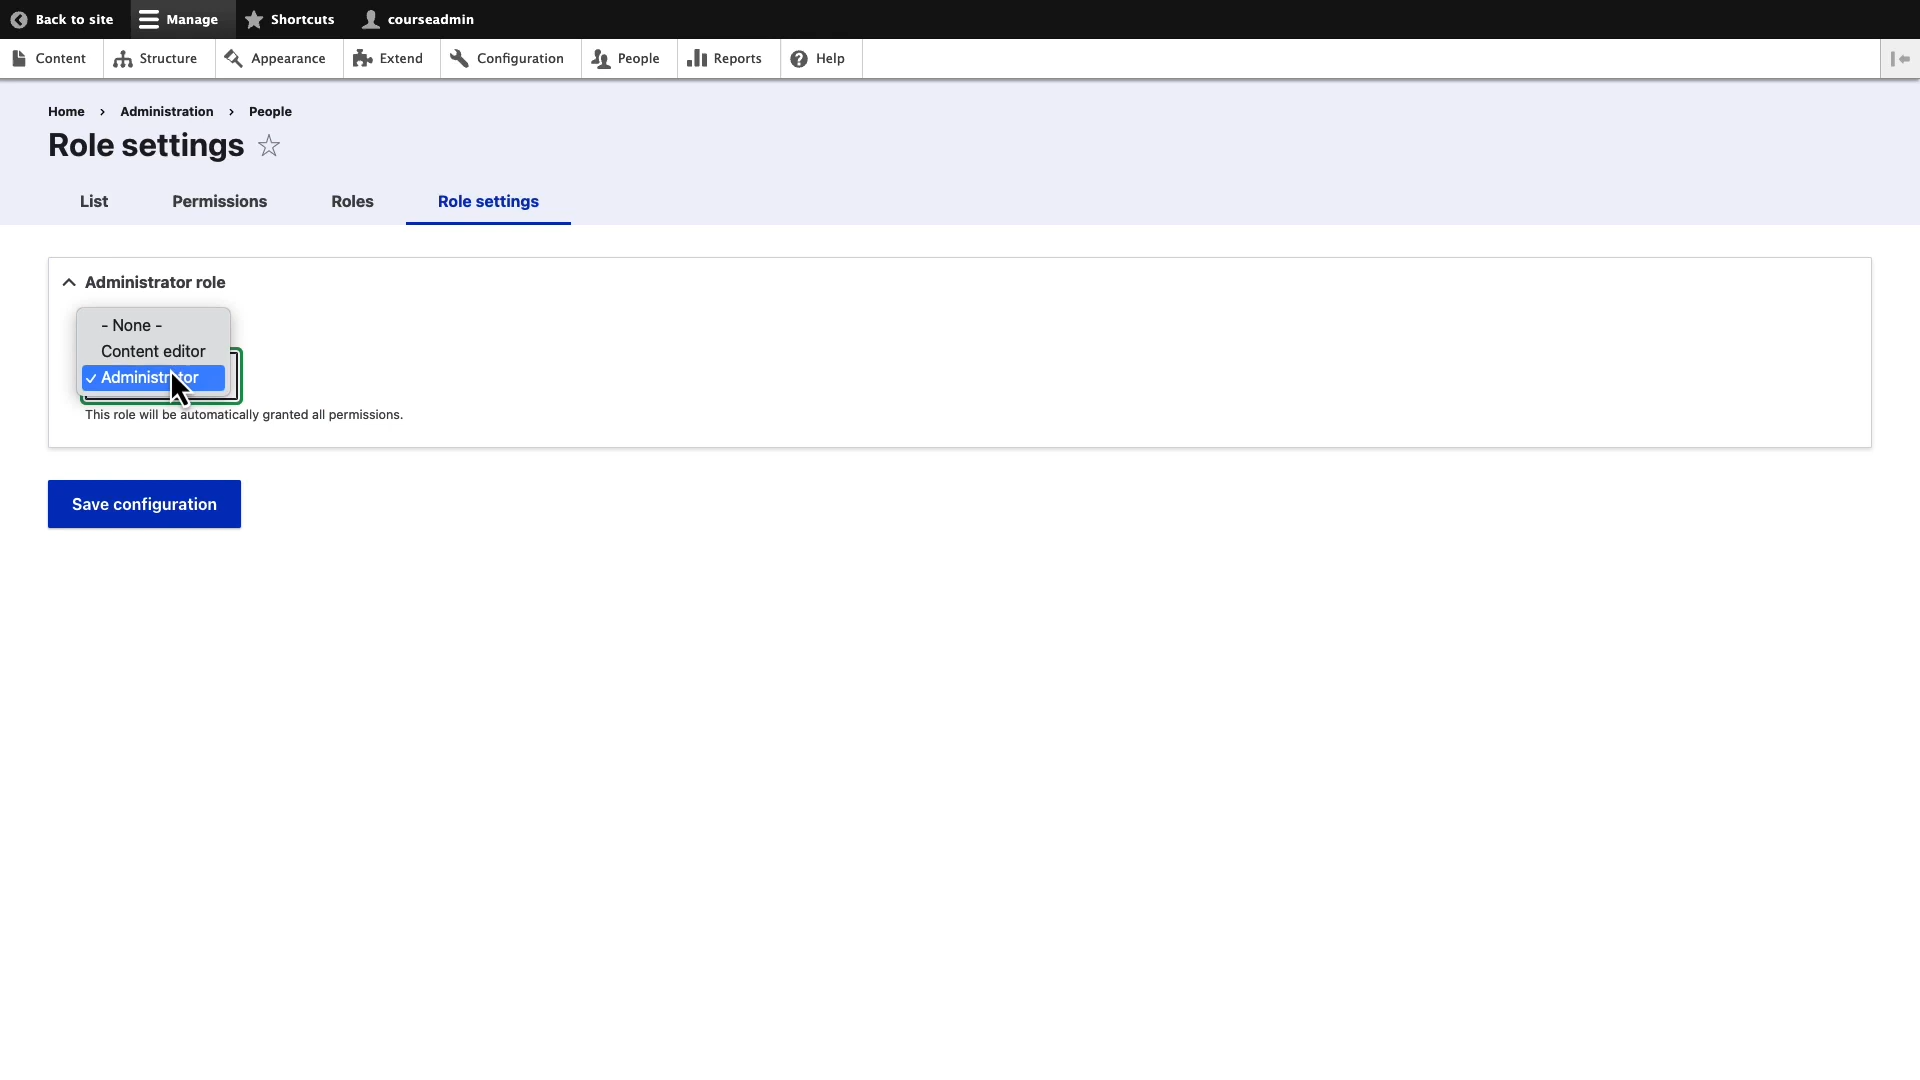 Back to site Manage Shortcuts courseadmin
Content Structure Appearance Extend Configuration People Reports Help
Home › Administration › People
Role settings
List Permissions Roles Role settings
Administrator role
- None -
Content editor
✓ Administrator
This role will be automatically granted all permissions.
Save configuration